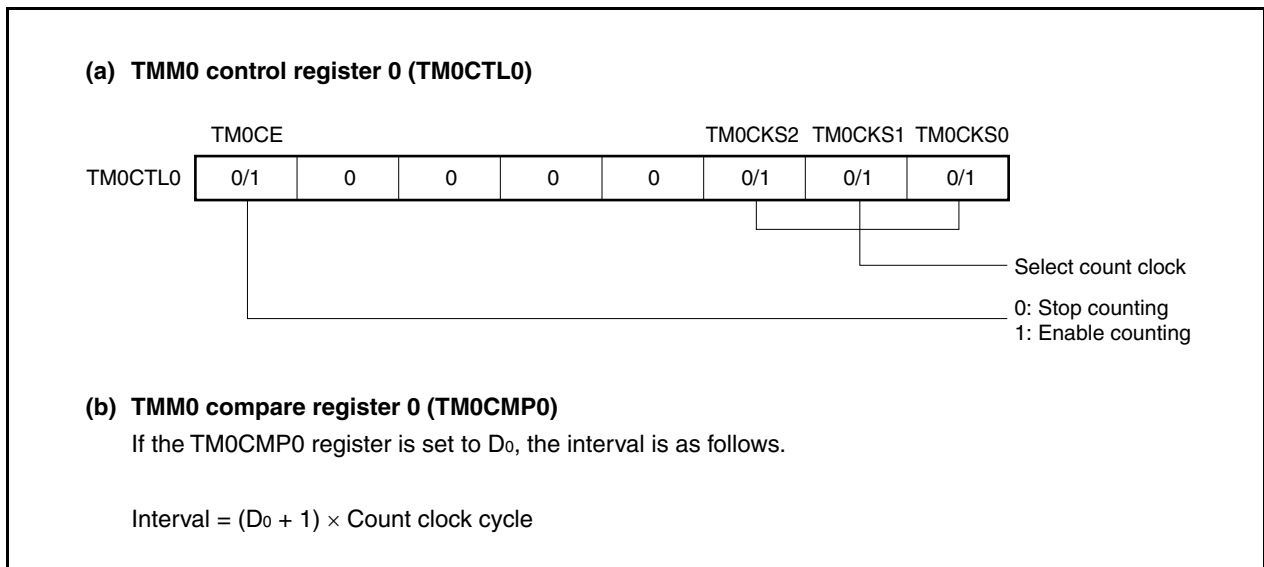 (a) TMM0 control register 0 (TM0CTL0)
TM0CE TM0CKS2 TM0CKS1 TM0CKS0
TM0CTL0 0/1 0 0 0 0 0/1 0/1 0/1
Select count clock
0: Stop counting
1: Enable counting
(b) TMM0 compare register 0 (TM0CMP0)
If the TM0CMP0 register is set to D0, the interval is as follows.
Interval = (D0 + 1) × Count clock cycle